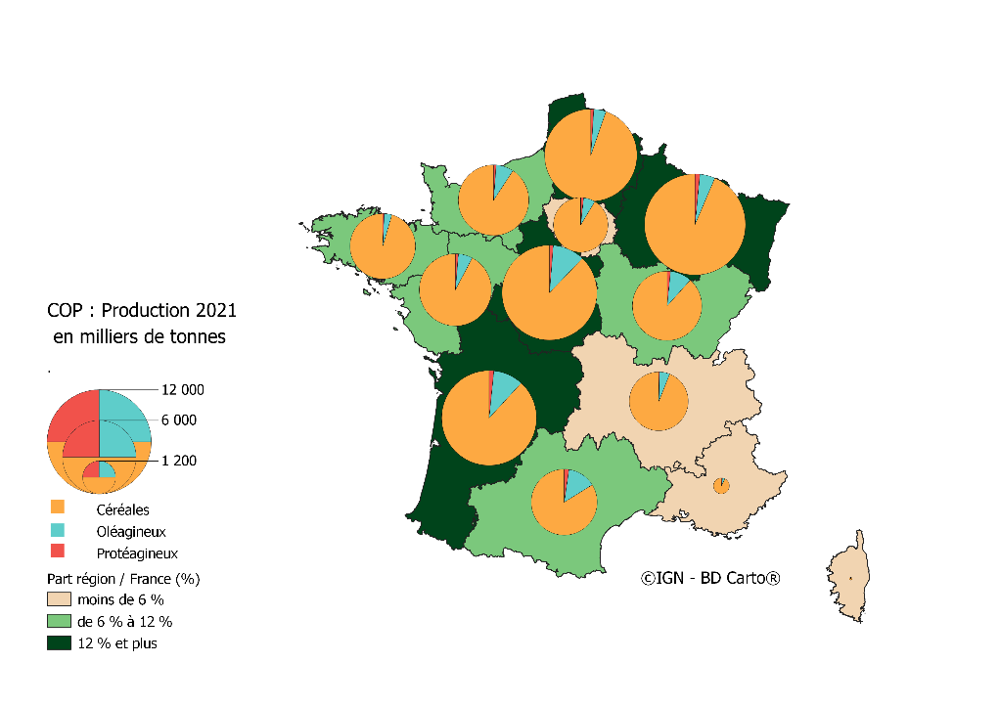 COP : Production 2021
en milliers de tonnes
.
12 000
6 000
1 200
Céréales
Oléagineux
Protéagineux
Part région / France (%)
moins de 6 %
de 6 % à 12 %
12 % et plus
©IGN - BD Carto®